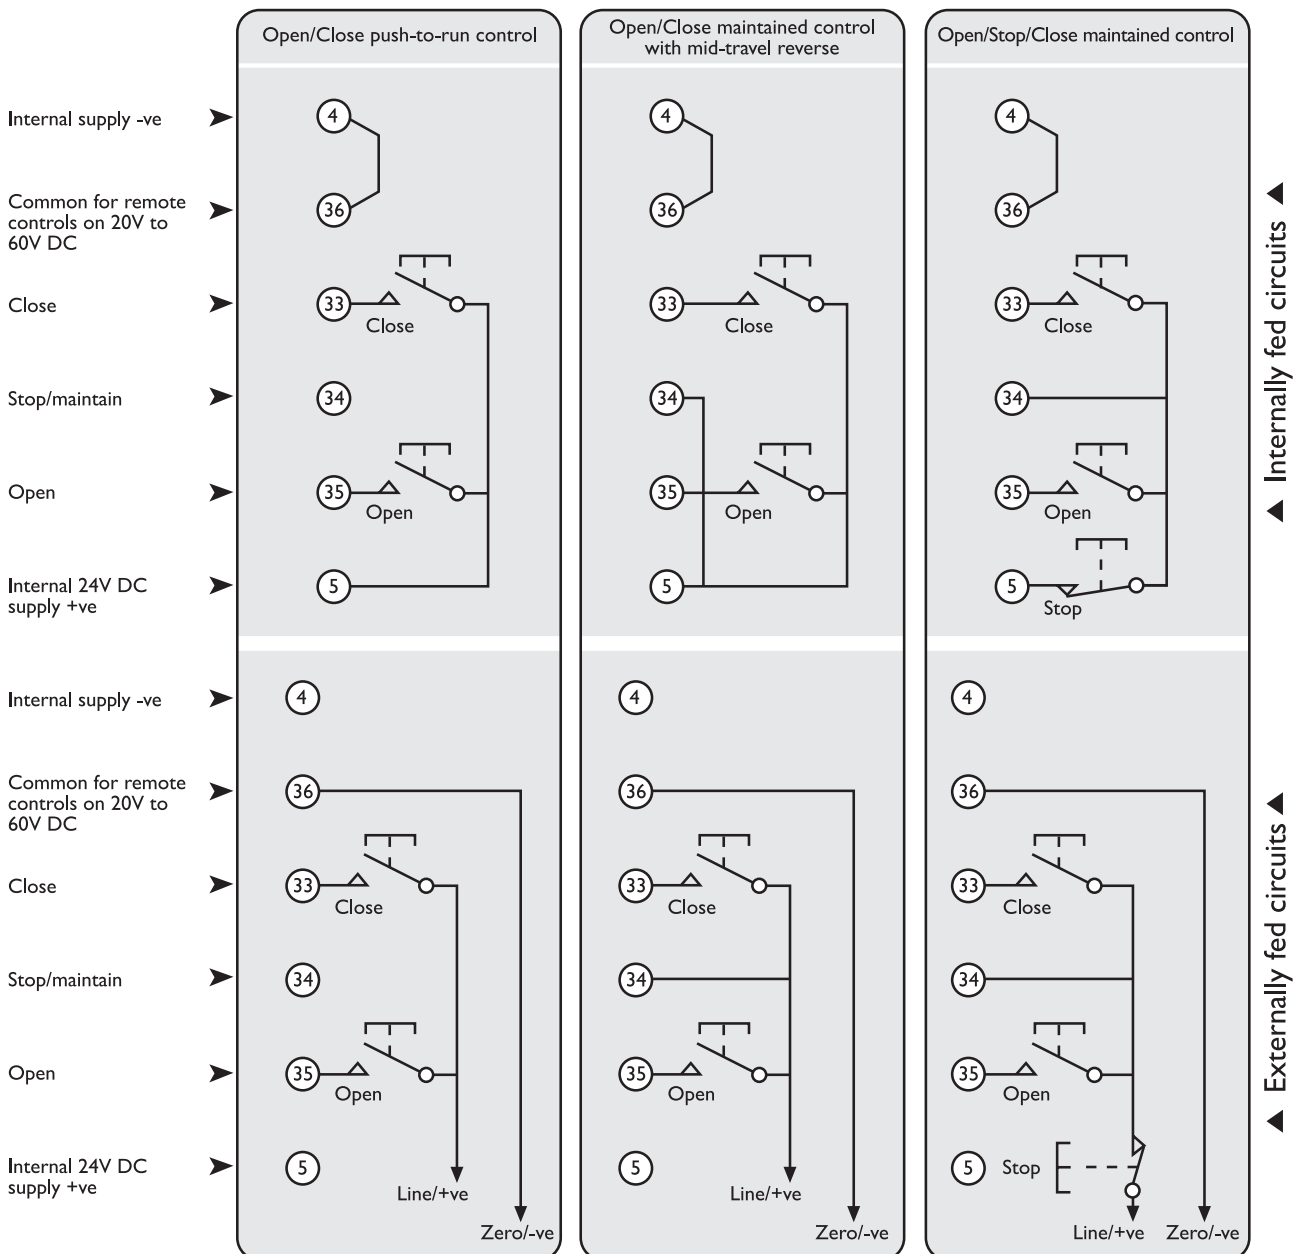 Open/Close push-to-run control
Open/Close maintained control
with mid-travel reverse
Open/Stop/Close maintained control
Internal supply -ve
4
4
4
Common for remote
controls on 20V to
60V DC
36
36
36
Close
33
Close
33
Close
33
Close
Stop/maintain
34
34
34
Open
35
Open
35
Open
35
Open
Internal 24V DC
supply +ve
5
5
5
Stop
Internally fed circuits
Internal supply -ve
4
4
4
Common for remote
controls on 20V to
60V DC
36
36
36
Close
33
Close
33
Close
33
Close
Stop/maintain
34
34
34
Open
35
Open
35
Open
35
Open
Internal 24V DC
supply +ve
5
5
5
Stop
Line/+ve
Zero/-ve
Line/+ve
Zero/-ve
Line/+ve
Zero/-ve
Externally fed circuits